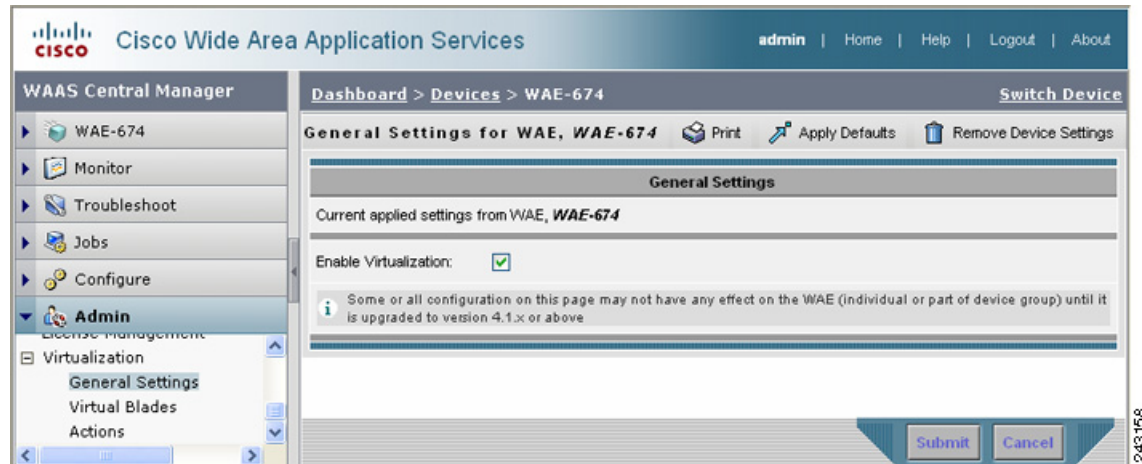 CISCO Cisco Wide Area Application Services
admin | Home | Help | Logout | About
WAAS Central Manager
Dashboard > Devices > WAE-674
Switch Device
WAE-674
Monitor
Troubleshoot
Jobs
Configure
Admin
License Management
Virtualization
General Settings
Virtual Blades
Actions
General Settings for WAE, WAE-674
Print
Apply Defaults
Remove Device Settings
General Settings
Current applied settings from WAE, WAE-674
Enable Virtualization:
Some or all configuration on this page may not have any effect on the WAE (individual or part of device group) until it
is upgraded to version 4.1.x or above
Submit
Cancel
243158